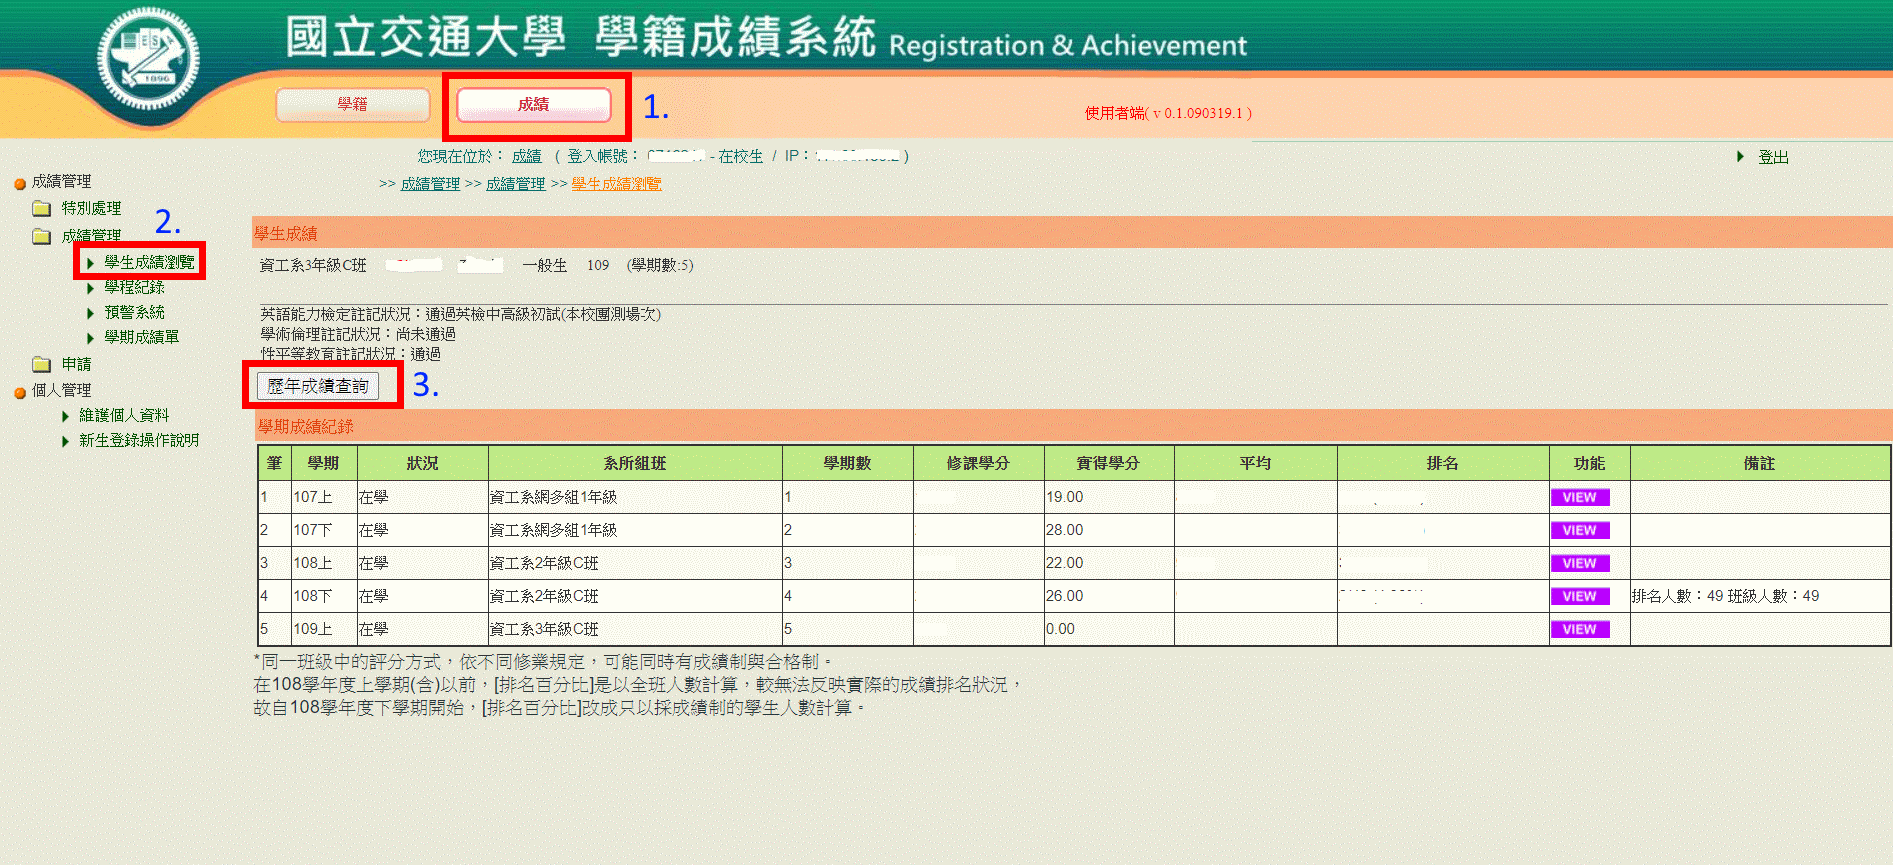 國立交通大學 學籍成績系統 Registration & Achievement
1896
學籍 成績 1.
使用者端( v 0.1.090319.1 )
您現在位於： 成績 ( 登入帳號： - 在校生 / IP： )
登出
>> 成績管理 >> 成績管理 >> 學生成績瀏覽
成績管理
特別處理
成績管理
2.
學生成績瀏覽
學程紀錄
預警系統
學期成績單
申請
個人管理
維護個人資料
新生登錄操作說明
學生成績
資工系3年級C班 一般生 109 (學期數:5)
英語能力檢定註記狀況：通過英檢中高級初試(本校團測場次)
學術倫理註記狀況：尚未通過
性平等教育註記狀況：通過
歷年成績查詢 3.
學期成績紀錄
筆 學期 狀況 系所組班 學期數 修課學分 實得學分 平均 排名 功能 備註
1 107上 在學 資工系網多組1年級 1 19.00 VIEW
2 107下 在學 資工系網多組1年級 2 28.00 VIEW
3 108上 在學 資工系2年級C班 3 22.00 VIEW
4 108下 在學 資工系2年級C班 4 26.00 VIEW 排名人數：49 班級人數：49
5 109上 在學 資工系3年級C班 5 0.00 VIEW
*同一班級中的評分方式，依不同修業規定，可能同時有成績制與合格制。
在108學年度上學期(含)以前，[排名百分比]是以全班人數計算，較無法反映實際的成績排名狀況，
故自108學年度下學期開始，[排名百分比]改成只以採成績制的學生人數計算。